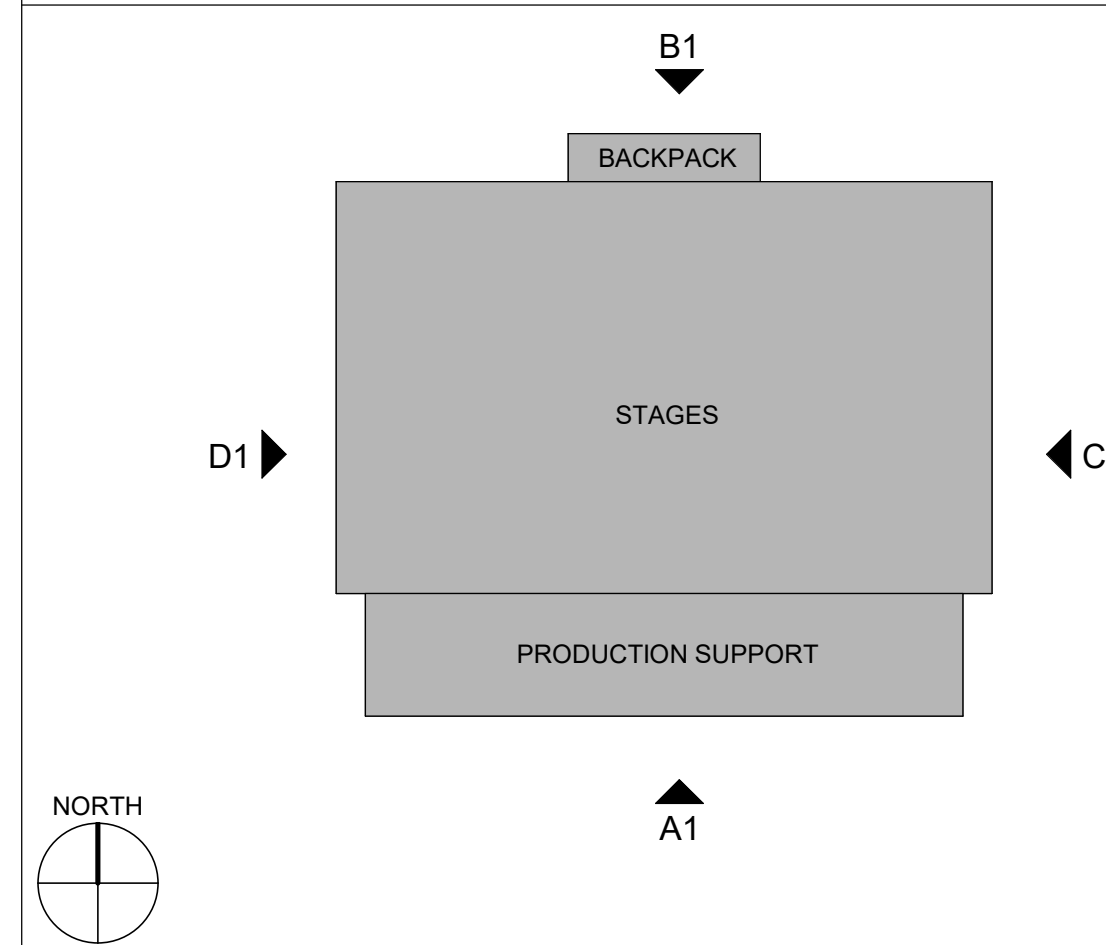 B1
BACKPACK
STAGES
D1
C
PRODUCTION SUPPORT
NORTH
A1